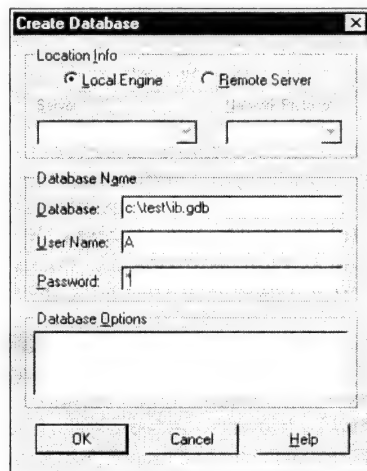 Create Database
Location Info
Local Engine Remote Server
Server Network Protocol
Database Name
Database: c:\test\ib.gdb
User Name: A
Password: *
Database Options
OK Cancel Help